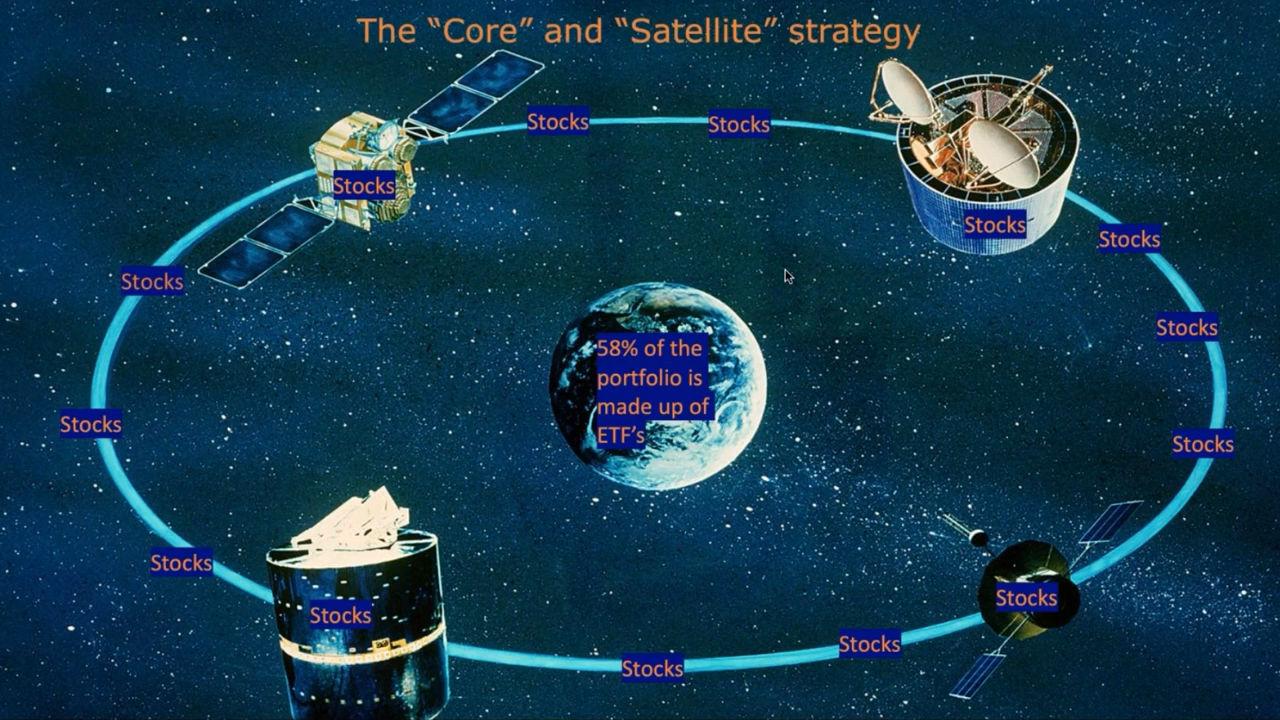 The “Core” and “Satellite” strategy
Stocks
Stocks
Stocks
Stocks
Stocks
Stocks
Stocks
Stocks
58% of the
portfolio is
made up of
ETF’s
Stocks
Stocks
Stocks
Stocks
Stocks
Stocks
Stocks